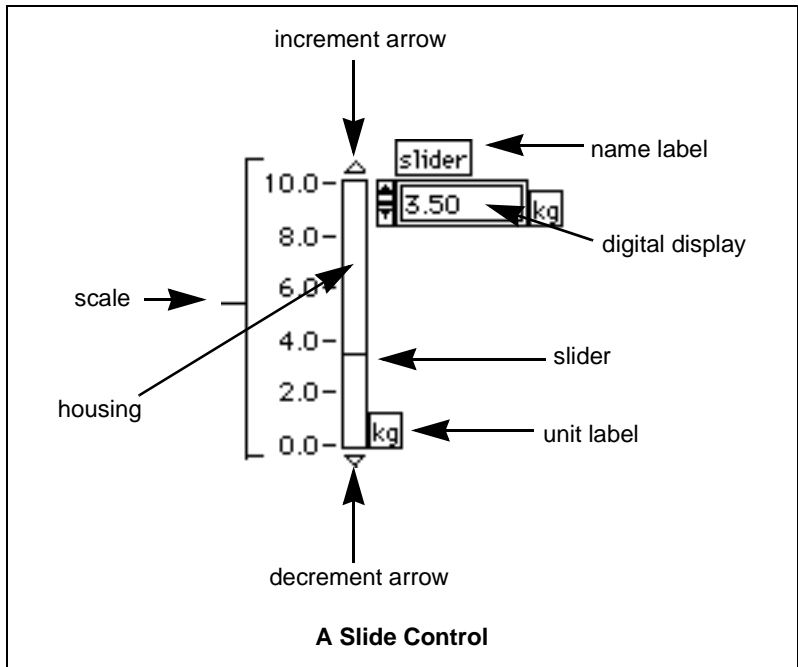 increment arrow
name label
slider
10.0-
3.50
kg
digital display
8.0-
scale
6.0-
4.0-
slider
2.0-
housing
kg
unit label
0.0-
decrement arrow
A Slide Control